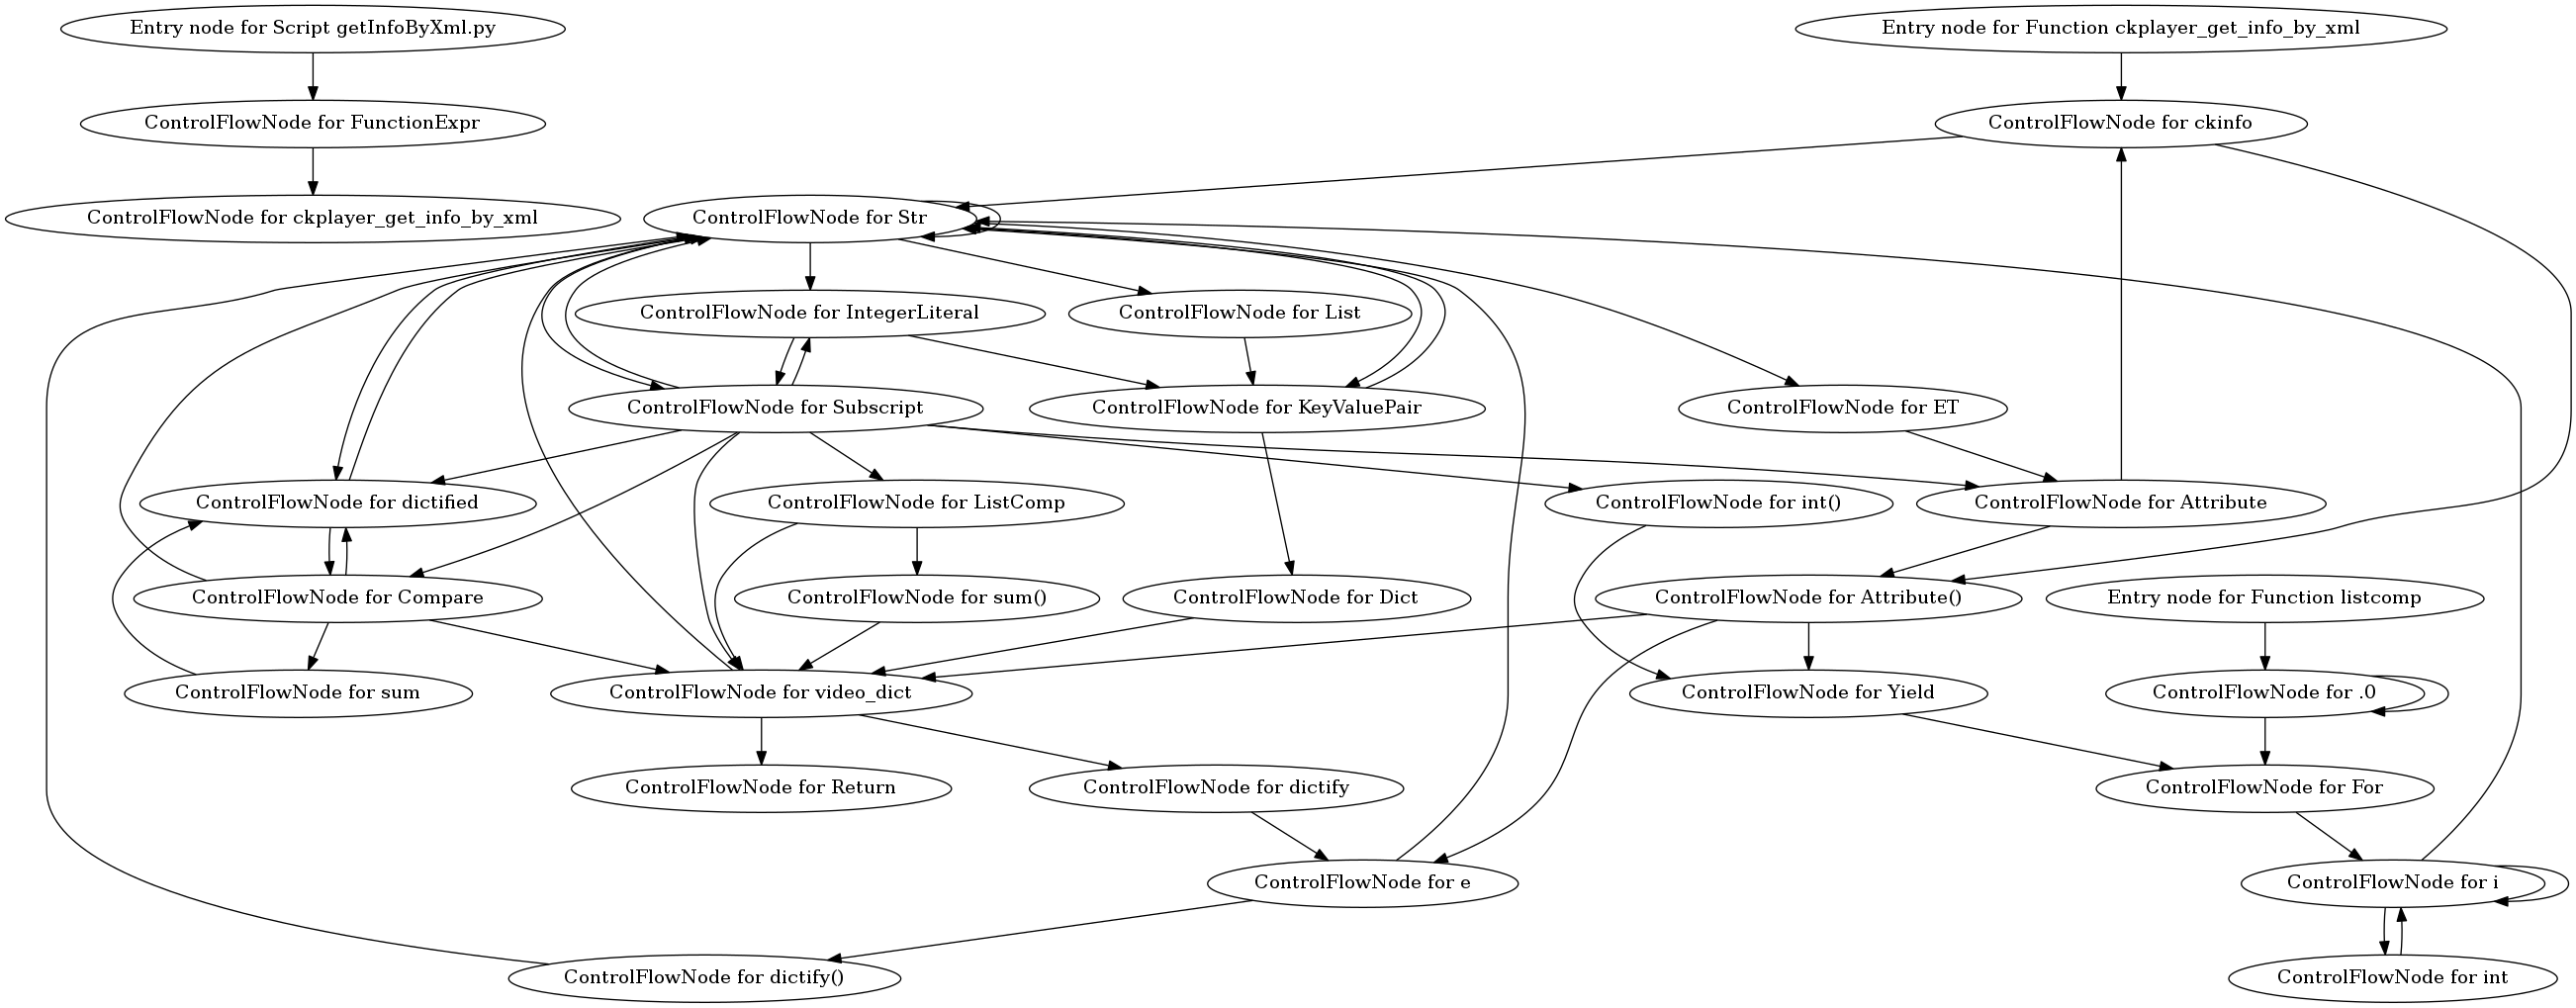 Entry node for Script getInfoByXml.py
Entry node for Function ckplayer_get_info_by_xml
ControlFlowNode for FunctionExpr
ControlFlowNode for ckinfo
ControlFlowNode for ckplayer_get_info_by_xml
ControlFlowNode for Str
ControlFlowNode for IntegerLiteral
ControlFlowNode for List
ControlFlowNode for Subscript
ControlFlowNode for KeyValuePair
ControlFlowNode for ET
ControlFlowNode for dictified
ControlFlowNode for ListComp
ControlFlowNode for int()
ControlFlowNode for Attribute
ControlFlowNode for Compare
ControlFlowNode for sum()
ControlFlowNode for Dict
ControlFlowNode for Attribute()
Entry node for Function listcomp
ControlFlowNode for sum
ControlFlowNode for video_dict
ControlFlowNode for Yield
ControlFlowNode for .0
ControlFlowNode for Return
ControlFlowNode for dictify
ControlFlowNode for For
ControlFlowNode for e
ControlFlowNode for i
ControlFlowNode for dictify()
ControlFlowNode for int